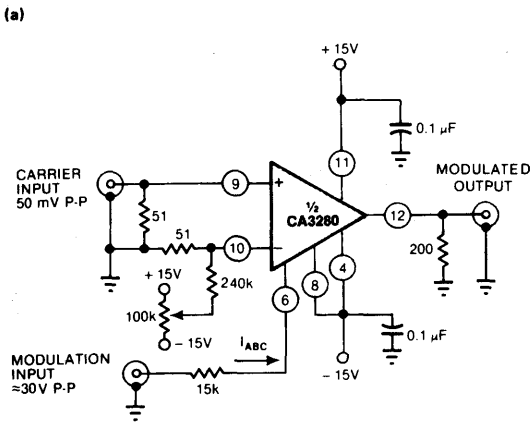 (a)
+ 15V
0.1 µF
CARRIER
INPUT
50 mV P-P
9
+
11
½
CA3280
MODULATED
OUTPUT
12
51
51
10
−
200
+ 15V
240k
6
8
4
100k
− 15V
IABC
0.1 µF
− 15V
MODULATION
INPUT
≈30V P-P
15k